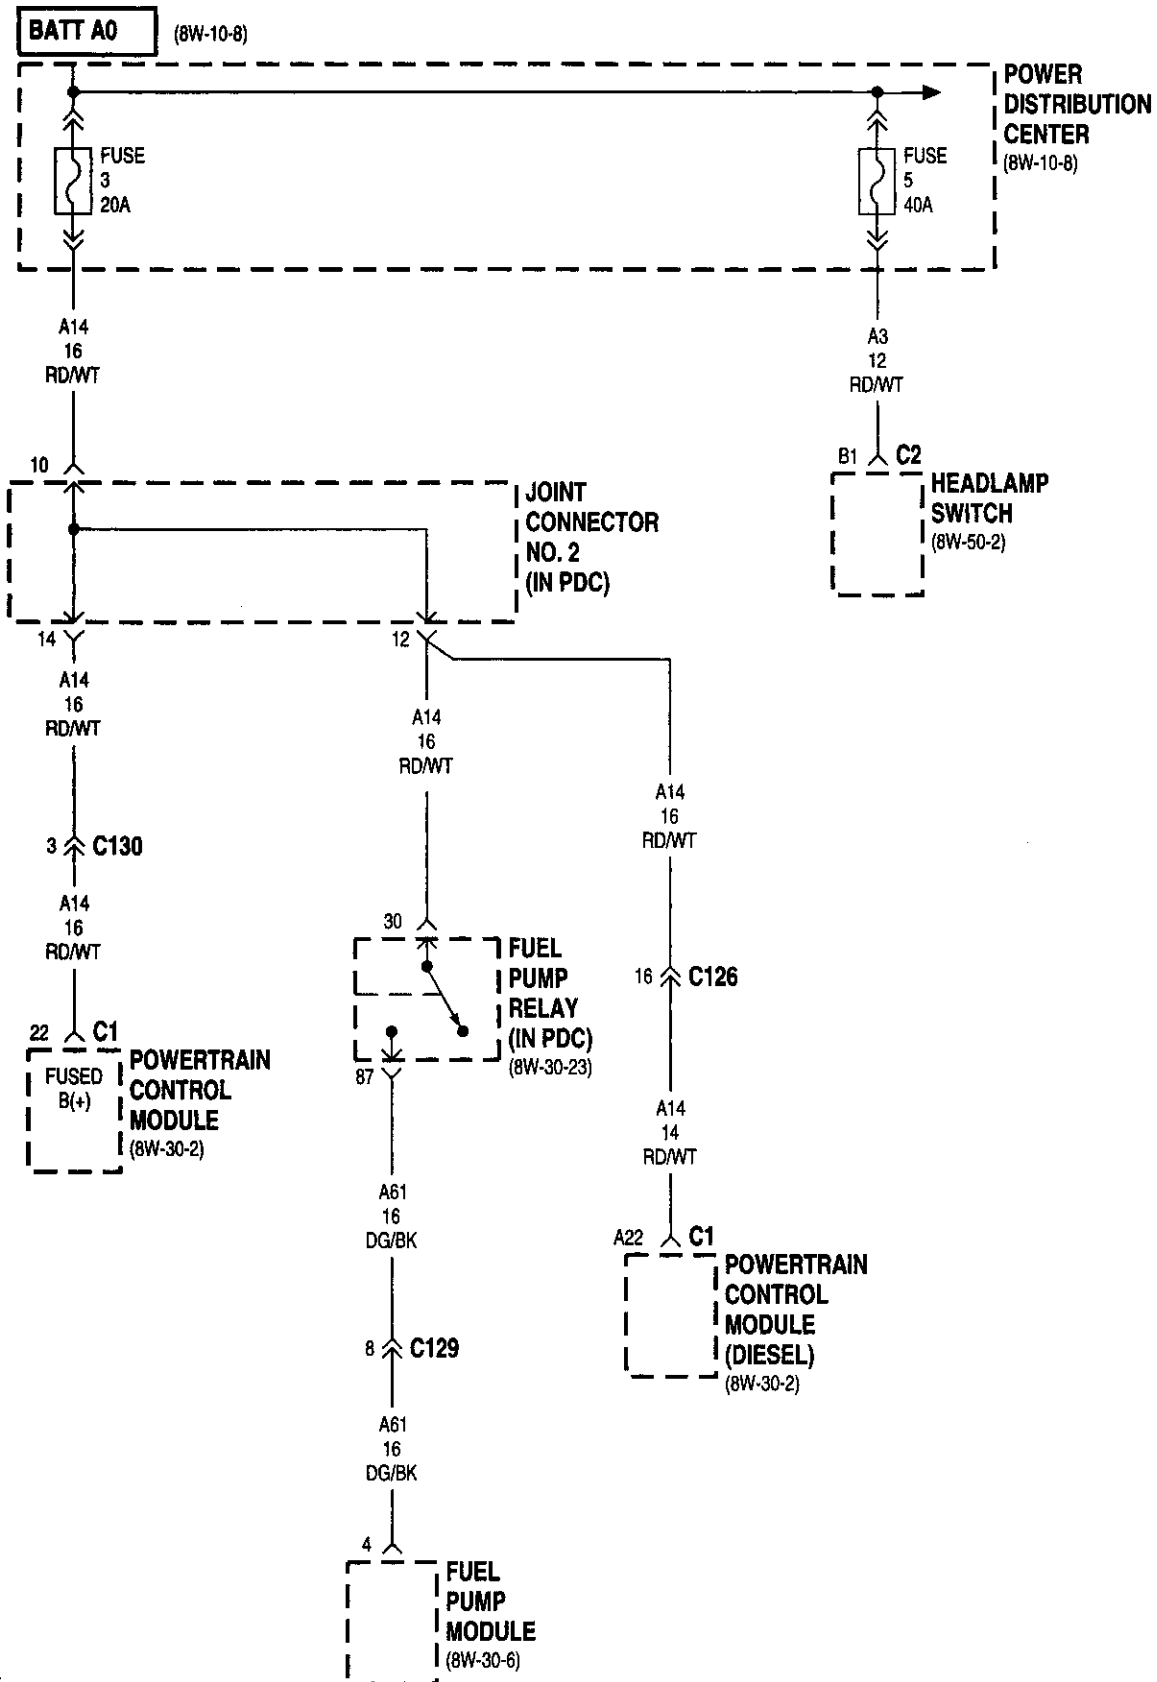 BATT A0 (8W-10-8)
POWER
DISTRIBUTION
CENTER
(8W-10-8)
FUSE
3
20A
FUSE
5
40A
A14
16
RD/WT
A3
12
RD/WT
10
B1 C2
JOINT
CONNECTOR
NO. 2
(IN PDC)
HEADLAMP
SWITCH
(8W-50-2)
14
12
A14
16
RD/WT
A14
16
RD/WT
A14
16
RD/WT
3 C130
A14
16
RD/WT
30
FUEL
PUMP
RELAY
(IN PDC)
(8W-30-23)
16 C126
22 C1
FUSED
B(+)
POWERTRAIN
CONTROL
MODULE
(8W-30-2)
87
A14
14
RD/WT
A61
16
DG/BK
A22 C1
POWERTRAIN
CONTROL
MODULE
(DIESEL)
(8W-30-2)
8 C129
A61
16
DG/BK
4
FUEL
PUMP
MODULE
(8W-30-6)